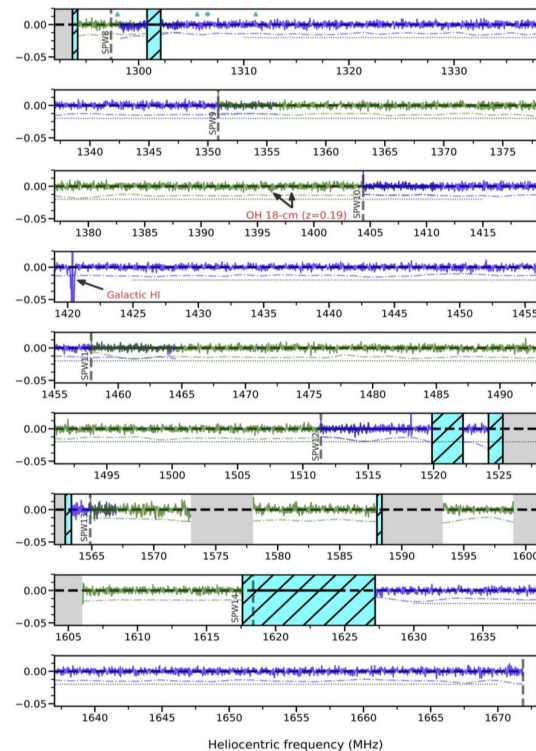 0.00
−0.05
SPW8
1300 1310 1320 1330
0.00
−0.05
SPW9
1340 1345 1350 1355 1360 1365 1370 1375
0.00
−0.05
OH 18-cm (z=0.19)
SPW10
1380 1385 1390 1395 1400 1405 1410 1415
0.00
−0.05
Galactic HI
1420 1425 1430 1435 1440 1445 1450 1455
0.00
−0.05
SPW11
1455 1460 1465 1470 1475 1480 1485 1490
0.00
−0.05
SPW12
1495 1500 1505 1510 1515 1520 1525
0.00
−0.05
SPW13
1565 1570 1575 1580 1585 1590 1595 1600
0.00
−0.05
SPW14
1605 1610 1615 1620 1625 1630 1635
0.00
−0.05
1640 1645 1650 1655 1660 1665 1670
Heliocentric frequency (MHz)